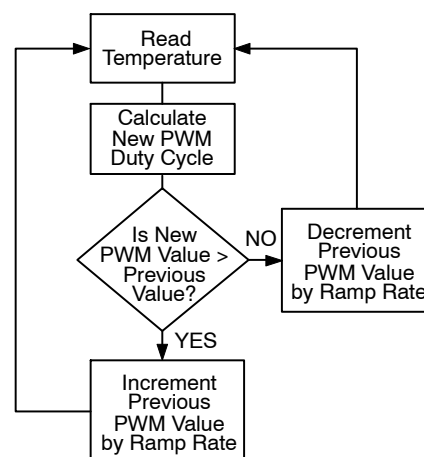 Read
Temperature
Calculate
New PWM
Duty Cycle
Is New
PWM Value >
Previous
Value?
NO
Decrement
Previous
PWM Value
by Ramp Rate
YES
Increment
Previous
PWM Value
by Ramp Rate